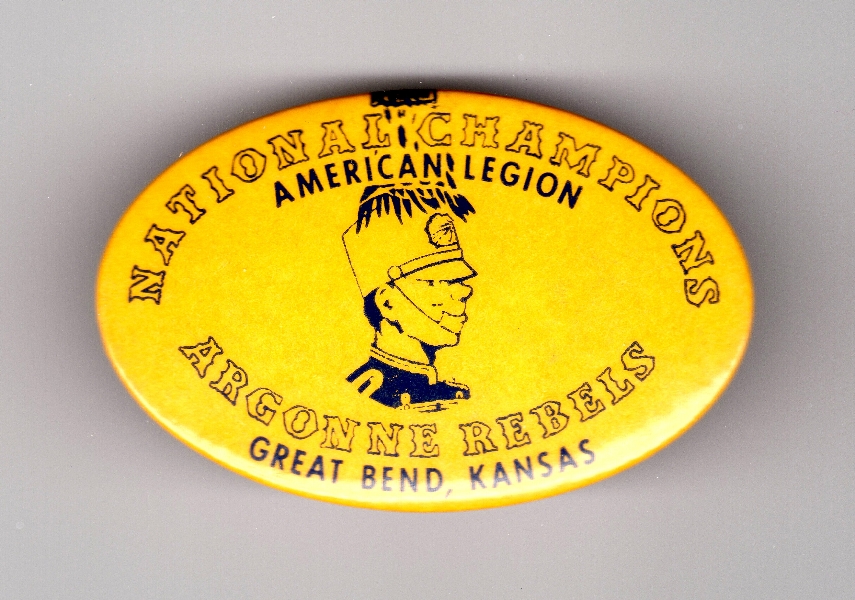 NATIONAL CHAMPIONS
AMERICAN LEGION
ARGONNE REBELS
GREAT BEND, KANSAS